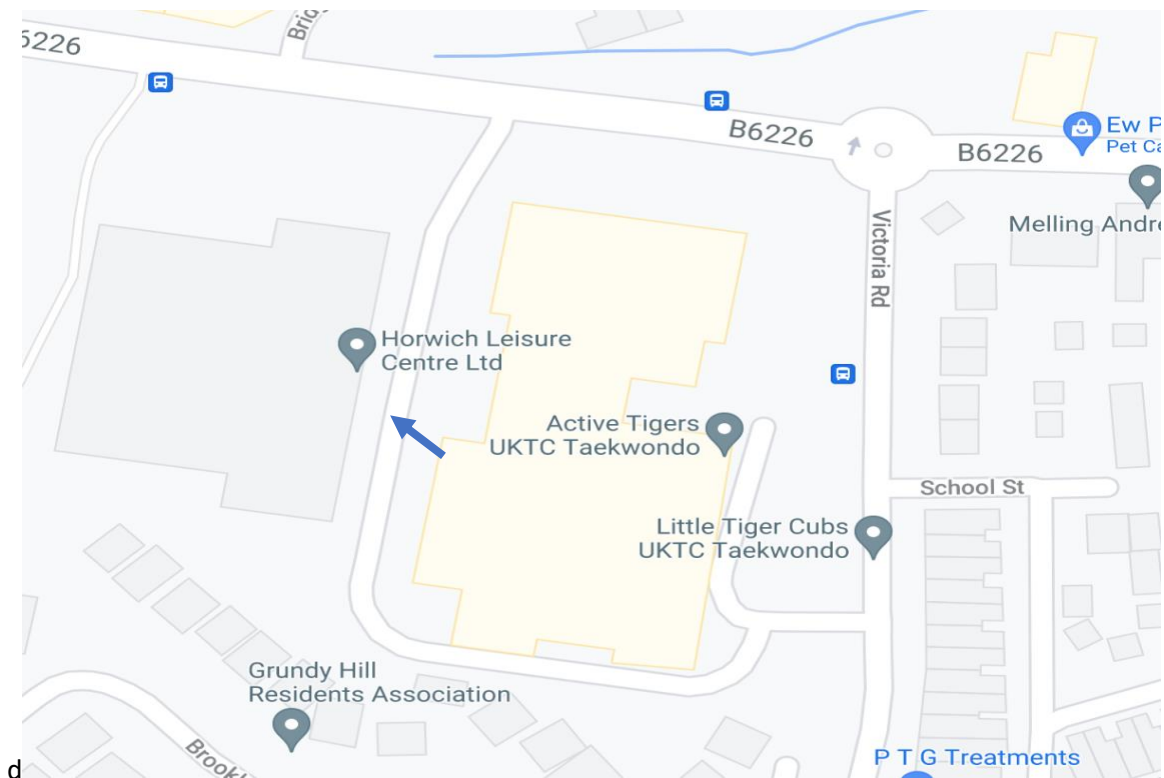 6226
B6226
B6226
Ew P
Pet Ca
Melling Andre
Victoria Rd
Horwich Leisure
Centre Ltd
Active Tigers
UKTC Taekwondo
School St
Little Tiger Cubs
UKTC Taekwondo
Grundy Hill
Residents Association
P T G Treatments
d